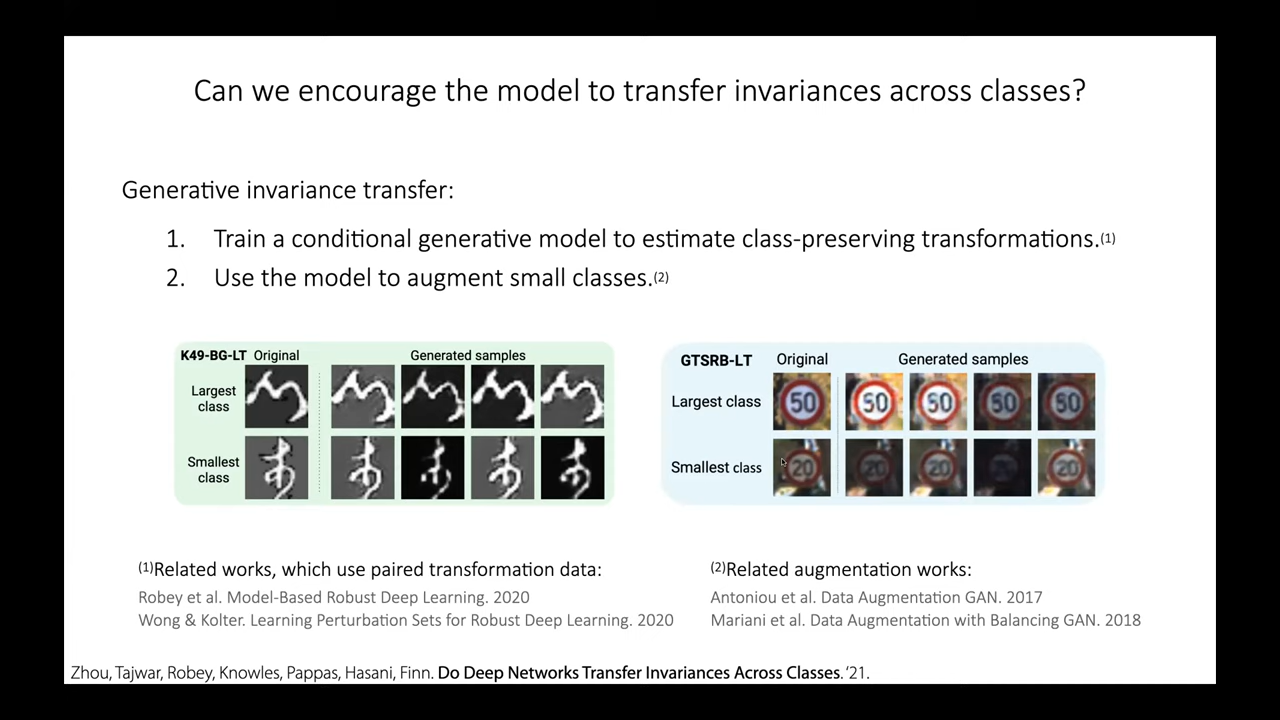 Can we encourage the model to transfer invariances across classes?
Generative invariance transfer:
1. Train a conditional generative model to estimate class-preserving transformations.(1)
2. Use the model to augment small classes.(2)
K49-BG-LT Original Generated samples
Largest class
Smallest class
GTSRB-LT Original Generated samples
Largest class
50 50 50 50 50
Smallest class
20 20 20 20
(1)Related works, which use paired transformation data:
Robey et al. Model-Based Robust Deep Learning. 2020
Wong & Kolter. Learning Perturbation Sets for Robust Deep Learning. 2020
(2)Related augmentation works:
Antoniou et al. Data Augmentation GAN. 2017
Mariani et al. Data Augmentation with Balancing GAN. 2018
Zhou, Tajwar, Robey, Knowles, Pappas, Hasani, Finn. Do Deep Networks Transfer Invariances Across Classes. ‘21.